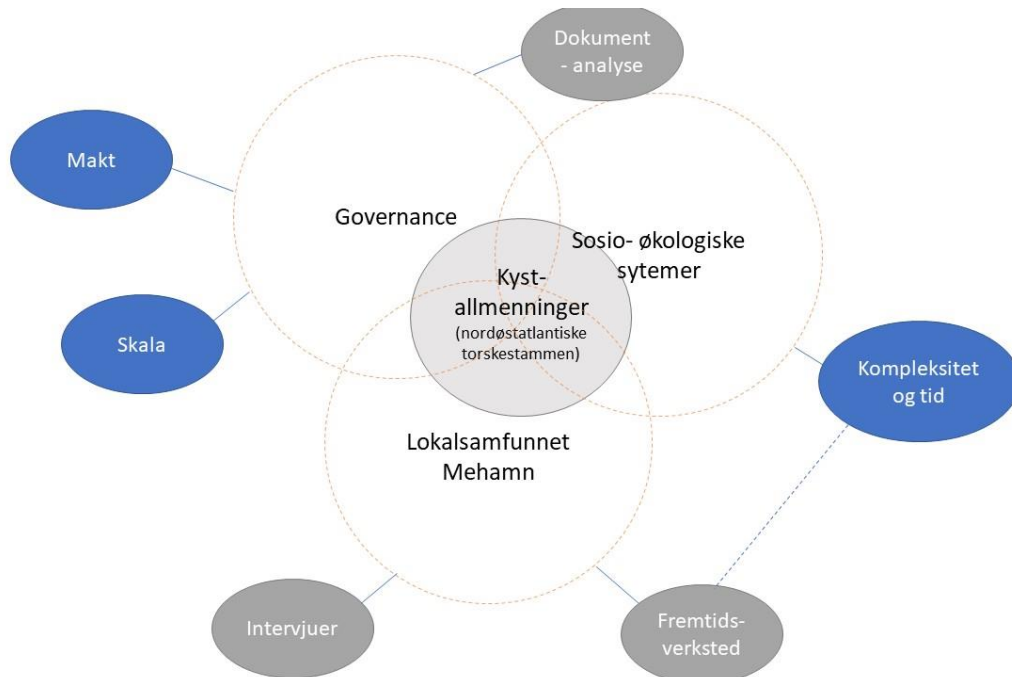 Dokument
- analyse
Makt
Governance
Sosio- økologiske
sytemer
Kyst-
allmenninger
(nordøstatlantiske
torskestammen)
Skala
Kompleksitet
og tid
Lokalsamfunnet
Mehamn
Intervjuer
Fremtids-
verksted